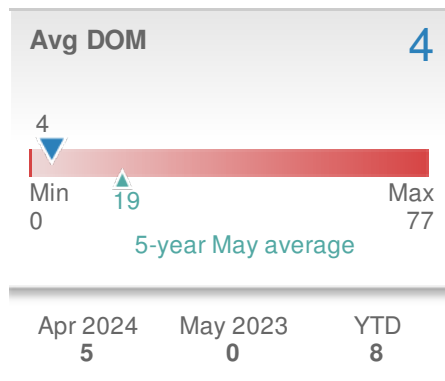 Avg DOM 4
4
Min Max
0 19 77
5-year May average
Apr 2024 May 2023 YTD
5 0 8